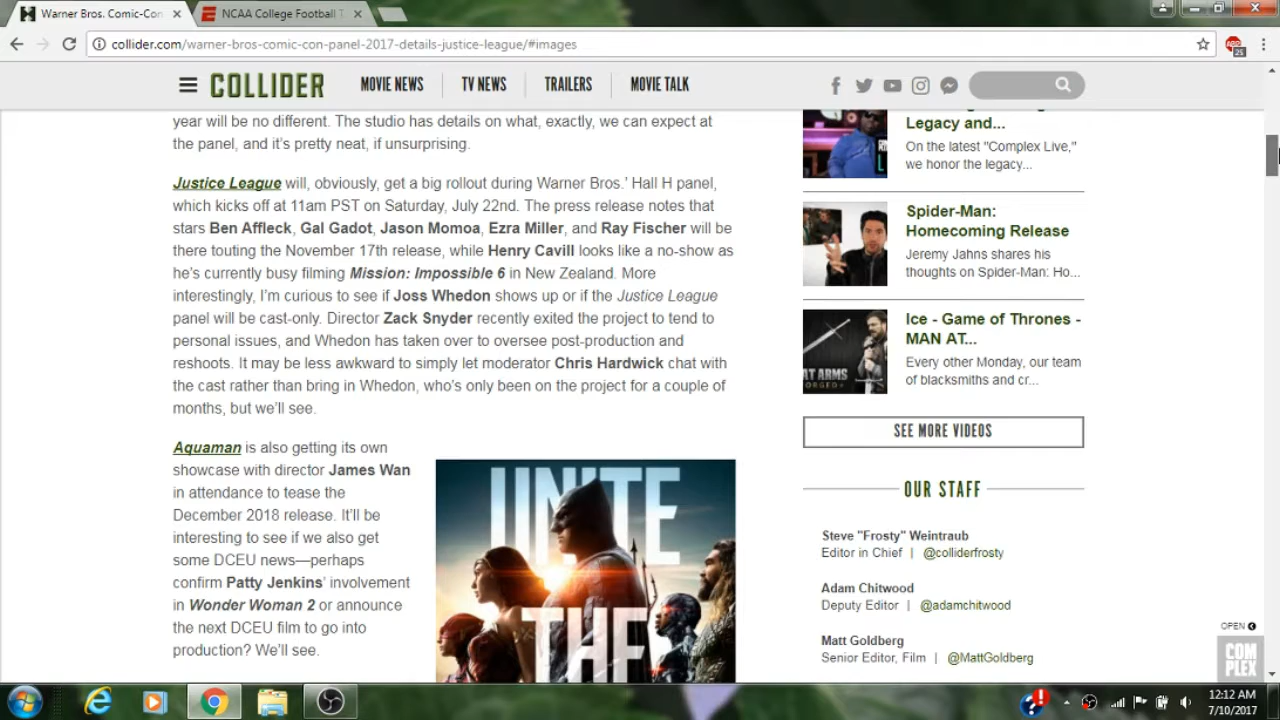 Warner Bros. Comic-Con
NCAA College Football T
collider.com/warner-bros-comic-con-panel-2017-details-justice-league/#images
25
COLLIDER
MOVIE NEWS
TV NEWS
TRAILERS
MOVIE TALK
year will be no different. The studio has details on what, exactly, we can expect at
the panel, and it's pretty neat, if unsurprising.
Justice League will, obviously, get a big rollout during Warner Bros.' Hall H panel,
which kicks off at 11am PST on Saturday, July 22nd. The press release notes that
stars Ben Affleck, Gal Gadot, Jason Momoa, Ezra Miller, and Ray Fischer will be
there touting the November 17th release, while Henry Cavill looks like a no-show as
he's currently busy filming Mission: Impossible 6 in New Zealand. More
interestingly, I'm curious to see if Joss Whedon shows up or if the Justice League
panel will be cast-only. Director Zack Snyder recently exited the project to tend to
personal issues, and Whedon has taken over to oversee post-production and
reshoots. It may be less awkward to simply let moderator Chris Hardwick chat with
the cast rather than bring in Whedon, who's only been on the project for a couple of
months, but we'll see.
Aquaman is also getting its own
showcase with director James Wan
in attendance to tease the
December 2018 release. It'll be
interesting to see if we also get
some DCEU news—perhaps
confirm Patty Jenkins' involvement
in Wonder Woman 2 or announce
the next DCEU film to go into
production? We'll see.
UNITE
THE
Legacy and...
On the latest "Complex Live,"
we honor the legacy...
Spider-Man:
Homecoming Release
Jeremy Jahns shares his
thoughts on Spider-Man: Ho...
AT ARMS
Ice - Game of Thrones -
MAN AT...
Every other Monday, our team
of blacksmiths and cr...
SEE MORE VIDEOS
OUR STAFF
Steve "Frosty" Weintraub
Editor in Chief | @colliderfrosty
Adam Chitwood
Deputy Editor | @adamchitwood
Matt Goldberg
Senior Editor, Film | @MattGoldberg
OPEN
COM
PLEX
12:12 AM
7/10/2017